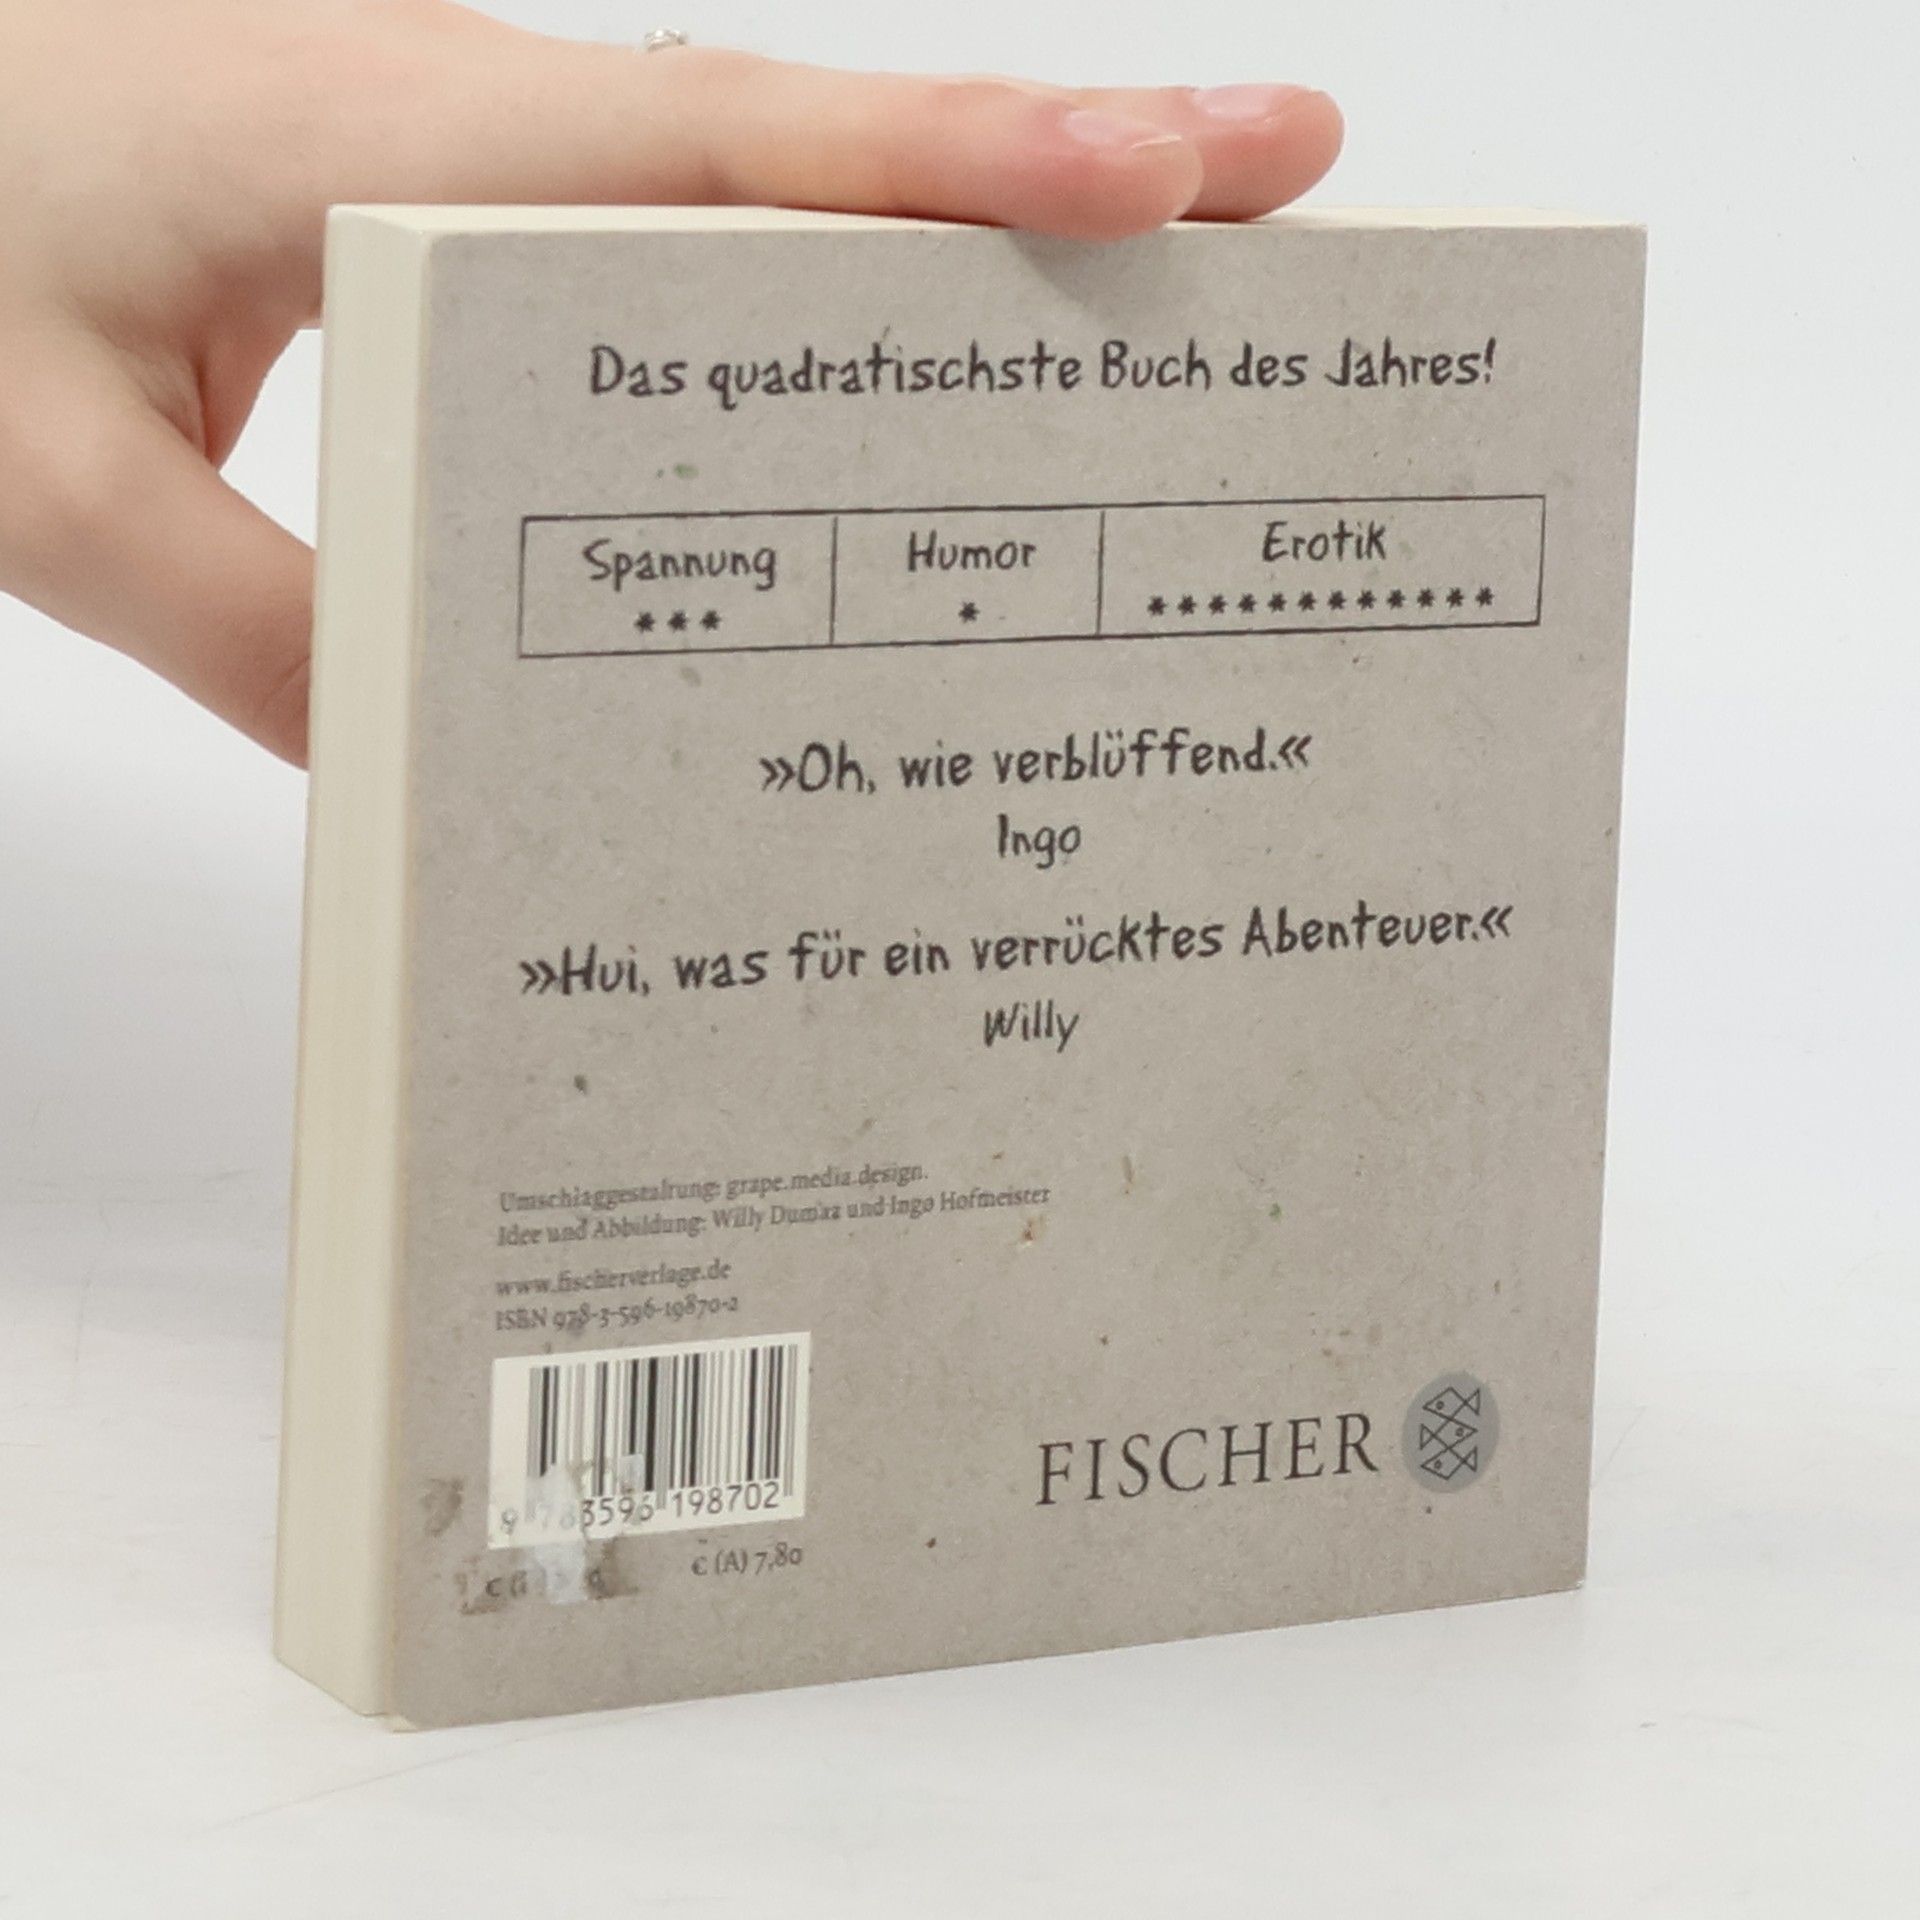 Das quadratischste Buch des Jahres!
Spannung Humor Erotik
*** * ************
»Oh, wie verblüffend.«
Ingo
»Hui, was für ein verrücktes Abenteuer.«
Willy
Umschlaggestaltung: grape.media.design.
Idee und Abbildung: Willy und Ingo Hofmeister
www.fischerverlage.de
ISBN 978-3-596-19870-2
9 783596 198702
€ (A) 7,80
FISCHER